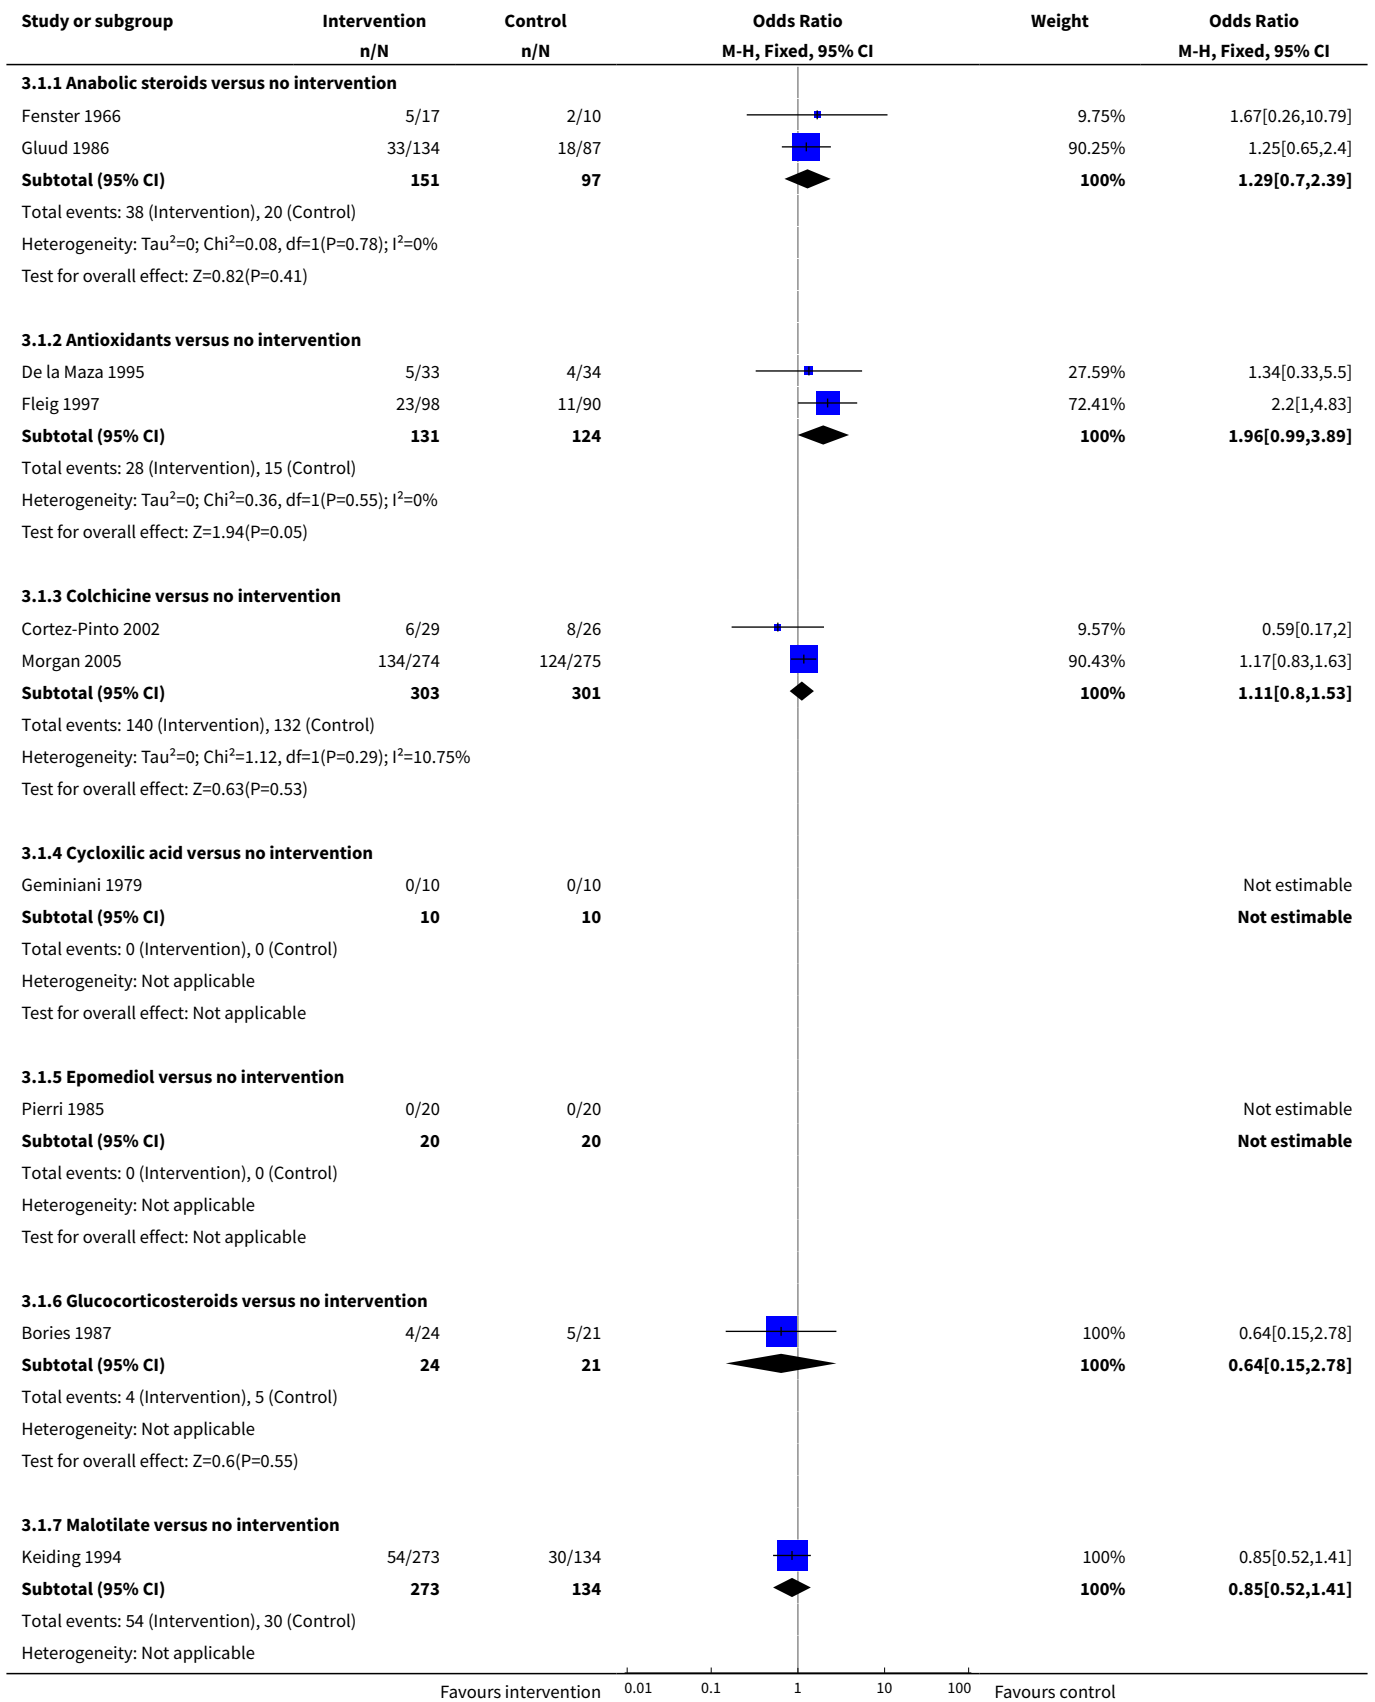 Study or subgroup Intervention Control Odds Ratio Weight Odds Ratio
n/N n/N M-H, Fixed, 95% CI M-H, Fixed, 95% CI
3.1.1 Anabolic steroids versus no intervention
Fenster 1966 5/17 2/10 9.75% 1.67[0.26,10.79]
Gluud 1986 33/134 18/87 90.25% 1.25[0.65,2.4]
Subtotal (95% CI) 151 97 100% 1.29[0.7,2.39]
Total events: 38 (Intervention), 20 (Control)
Heterogeneity: Tau²=0; Chi²=0.08, df=1(P=0.78); I²=0%
Test for overall effect: Z=0.82(P=0.41)
3.1.2 Antioxidants versus no intervention
De la Maza 1995 5/33 4/34 27.59% 1.34[0.33,5.5]
Fleig 1997 23/98 11/90 72.41% 2.2[1,4.83]
Subtotal (95% CI) 131 124 100% 1.96[0.99,3.89]
Total events: 28 (Intervention), 15 (Control)
Heterogeneity: Tau²=0; Chi²=0.36, df=1(P=0.55); I²=0%
Test for overall effect: Z=1.94(P=0.05)
3.1.3 Colchicine versus no intervention
Cortez-Pinto 2002 6/29 8/26 9.57% 0.59[0.17,2]
Morgan 2005 134/274 124/275 90.43% 1.17[0.83,1.63]
Subtotal (95% CI) 303 301 100% 1.11[0.8,1.53]
Total events: 140 (Intervention), 132 (Control)
Heterogeneity: Tau²=0; Chi²=1.12, df=1(P=0.29); I²=10.75%
Test for overall effect: Z=0.63(P=0.53)
3.1.4 Cycloxilic acid versus no intervention
Geminiani 1979 0/10 0/10 Not estimable
Subtotal (95% CI) 10 10 Not estimable
Total events: 0 (Intervention), 0 (Control)
Heterogeneity: Not applicable
Test for overall effect: Not applicable
3.1.5 Epomediol versus no intervention
Pierri 1985 0/20 0/20 Not estimable
Subtotal (95% CI) 20 20 Not estimable
Total events: 0 (Intervention), 0 (Control)
Heterogeneity: Not applicable
Test for overall effect: Not applicable
3.1.6 Glucocorticosteroids versus no intervention
Bories 1987 4/24 5/21 100% 0.64[0.15,2.78]
Subtotal (95% CI) 24 21 100% 0.64[0.15,2.78]
Total events: 4 (Intervention), 5 (Control)
Heterogeneity: Not applicable
Test for overall effect: Z=0.6(P=0.55)
3.1.7 Malotilate versus no intervention
Keiding 1994 54/273 30/134 100% 0.85[0.52,1.41]
Subtotal (95% CI) 273 134 100% 0.85[0.52,1.41]
Total events: 54 (Intervention), 30 (Control)
Heterogeneity: Not applicable
Favours intervention 0.01 0.1 1 10 100 Favours control